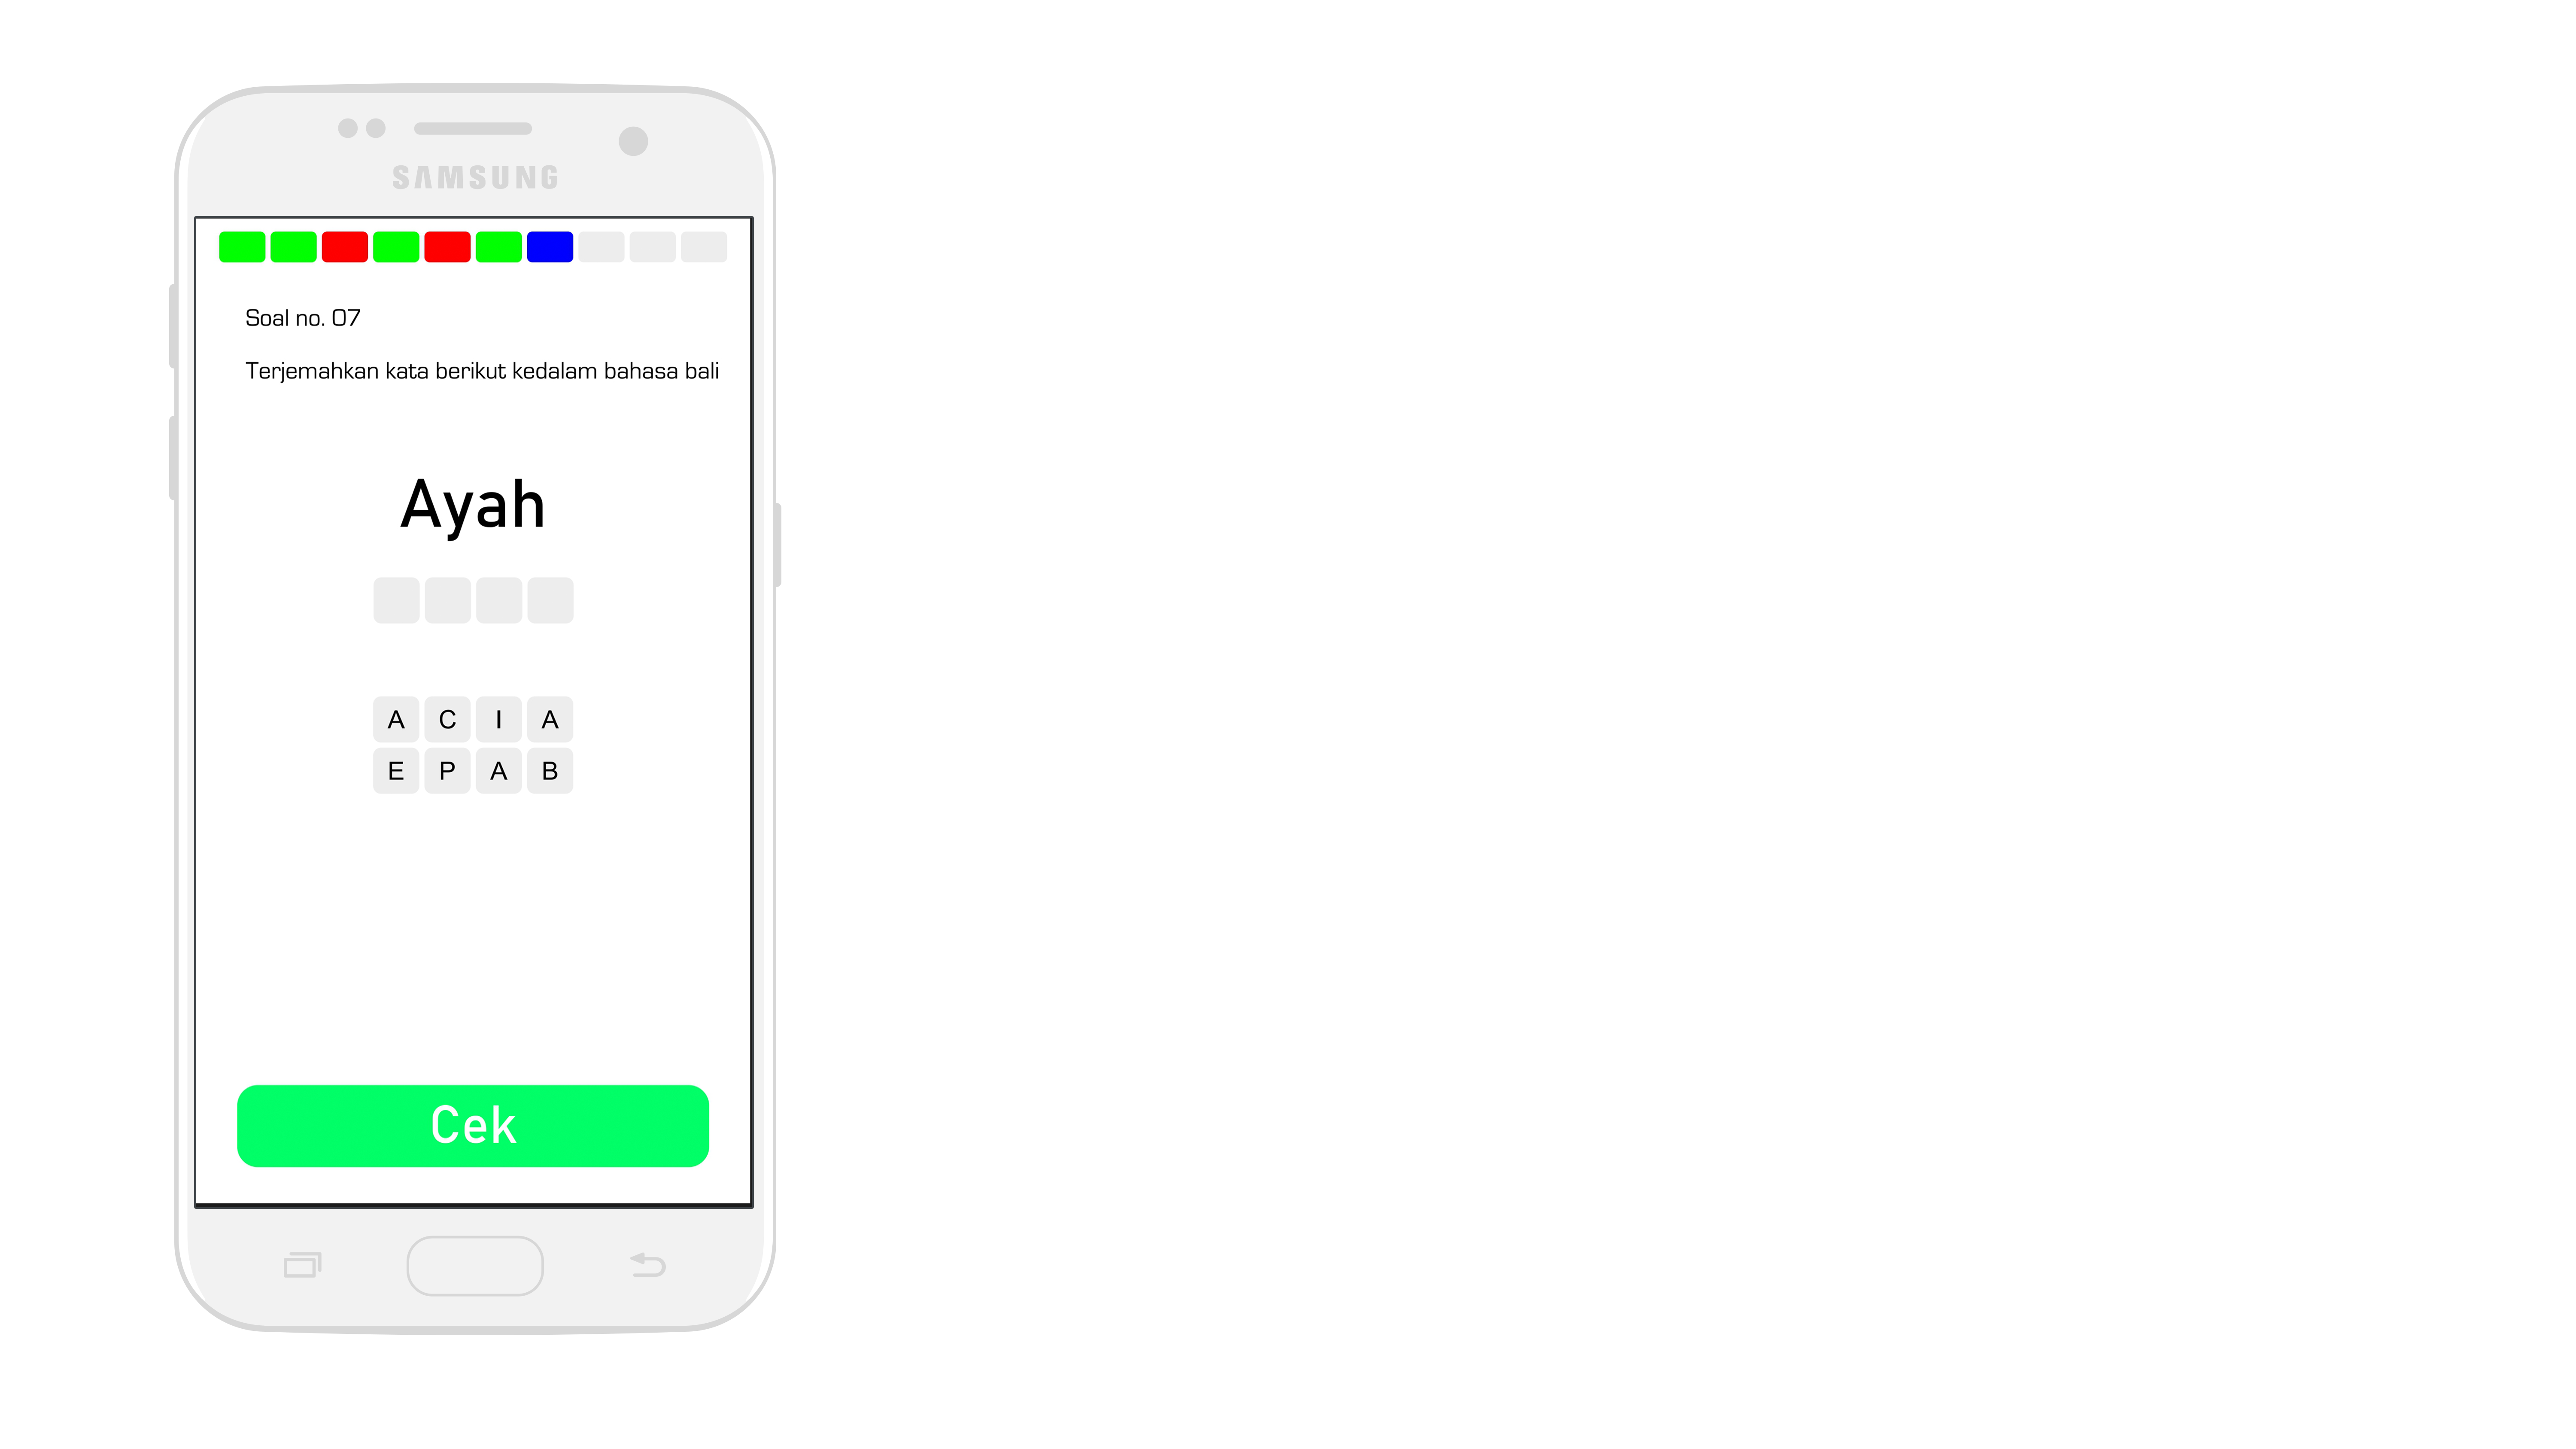 SAMSUNG
Soal no. 07
Terjemahkan kata berikut kedalam bahasa bali
Ayah
A C I A
E P A B
Cek